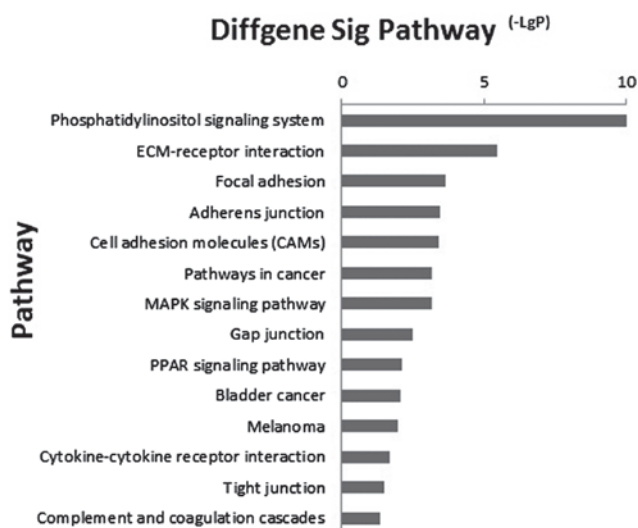 Diffgene Sig Pathway (-LgP)
0 5 10
Pathway
Phosphatidylinositol signaling system
ECM-receptor interaction
Focal adhesion
Adherens junction
Cell adhesion molecules (CAMs)
Pathways in cancer
MAPK signaling pathway
Gap junction
PPAR signaling pathway
Bladder cancer
Melanoma
Cytokine-cytokine receptor interaction
Tight junction
Complement and coagulation cascades